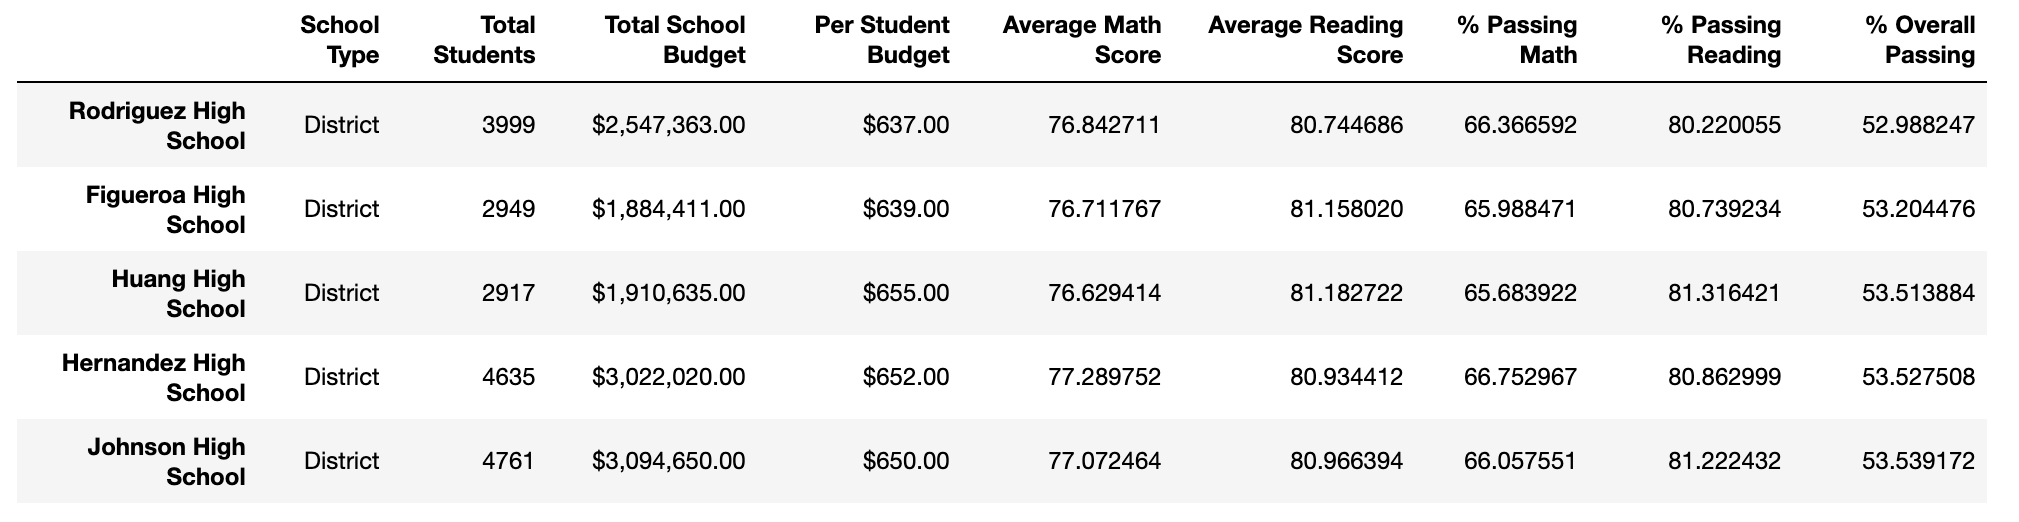 School Type Total Students Total School Budget Per Student Budget Average Math Score Average Reading Score % Passing Math % Passing Reading % Overall Passing
Rodriguez High School District 3999 $2,547,363.00 $637.00 76.842711 80.744686 66.366592 80.220055 52.988247
Figueroa High School District 2949 $1,884,411.00 $639.00 76.711767 81.158020 65.988471 80.739234 53.204476
Huang High School District 2917 $1,910,635.00 $655.00 76.629414 81.182722 65.683922 81.316421 53.513884
Hernandez High School District 4635 $3,022,020.00 $652.00 77.289752 80.934412 66.752967 80.862999 53.527508
Johnson High School District 4761 $3,094,650.00 $650.00 77.072464 80.966394 66.057551 81.222432 53.539172